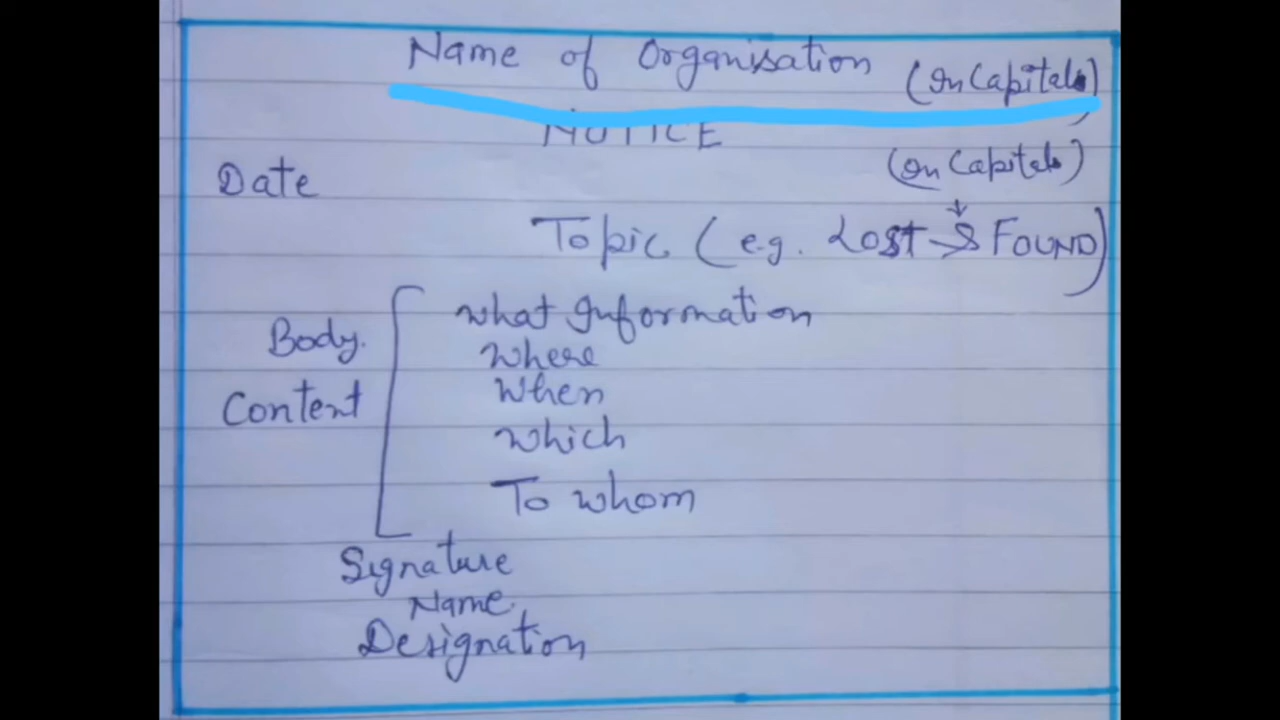 Name of Organisation (In Capitals)
NOTICE
(In Capitals)
Date
Topic (e.g. LOST & FOUND)
Body.
Content
What Information
Where
When
Which
To whom
Signature
Name.
Designation